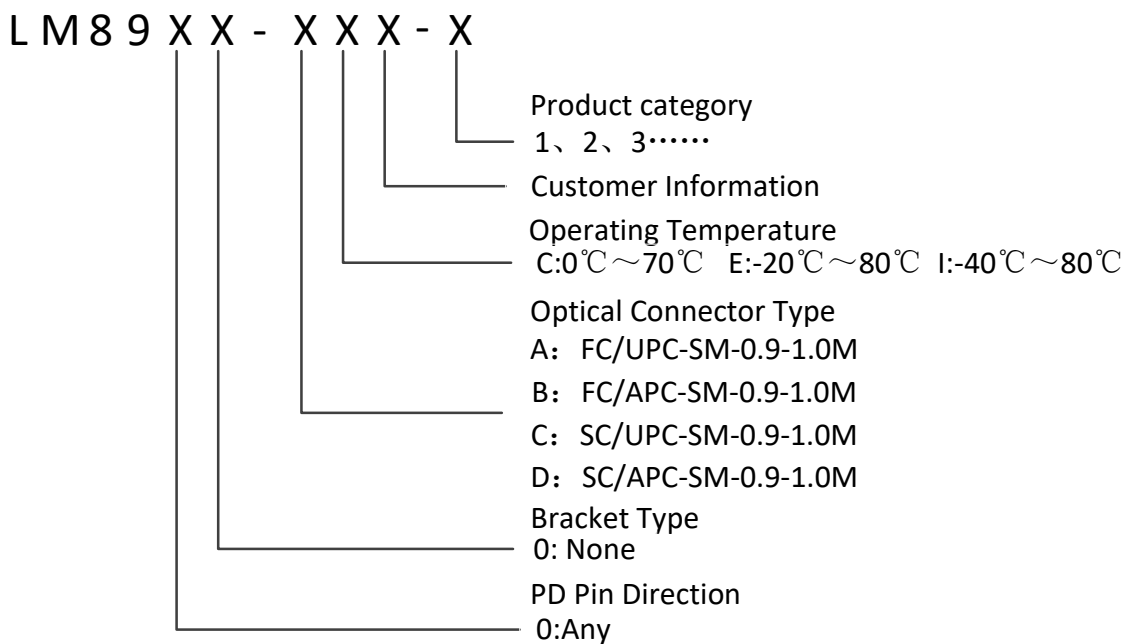 LM89XX-XXX-X
Product category
1、2、3……
Customer Information
Operating Temperature
C:0℃～70℃ E:-20℃～80℃ I:-40℃～80℃
Optical Connector Type
A： FC/UPC-SM-0.9-1.0M
B： FC/APC-SM-0.9-1.0M
C： SC/UPC-SM-0.9-1.0M
D： SC/APC-SM-0.9-1.0M
Bracket Type
0: None
PD Pin Direction
0:Any